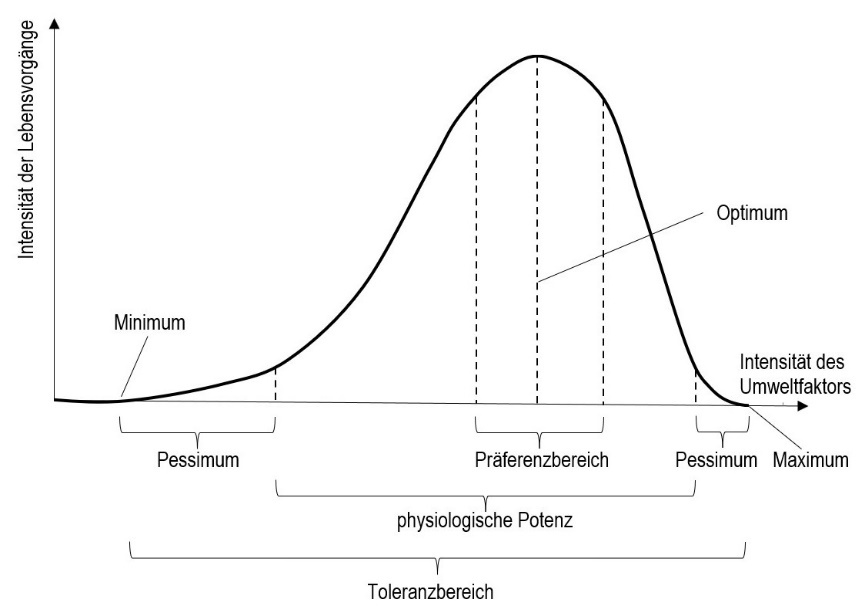 Intensität der Lebensvorgänge
Optimum
Minimum
Intensität des
Umweltfaktors
Pessimum
Präferenzbereich
Pessimum
Maximum
physiologische Potenz
Toleranzbereich